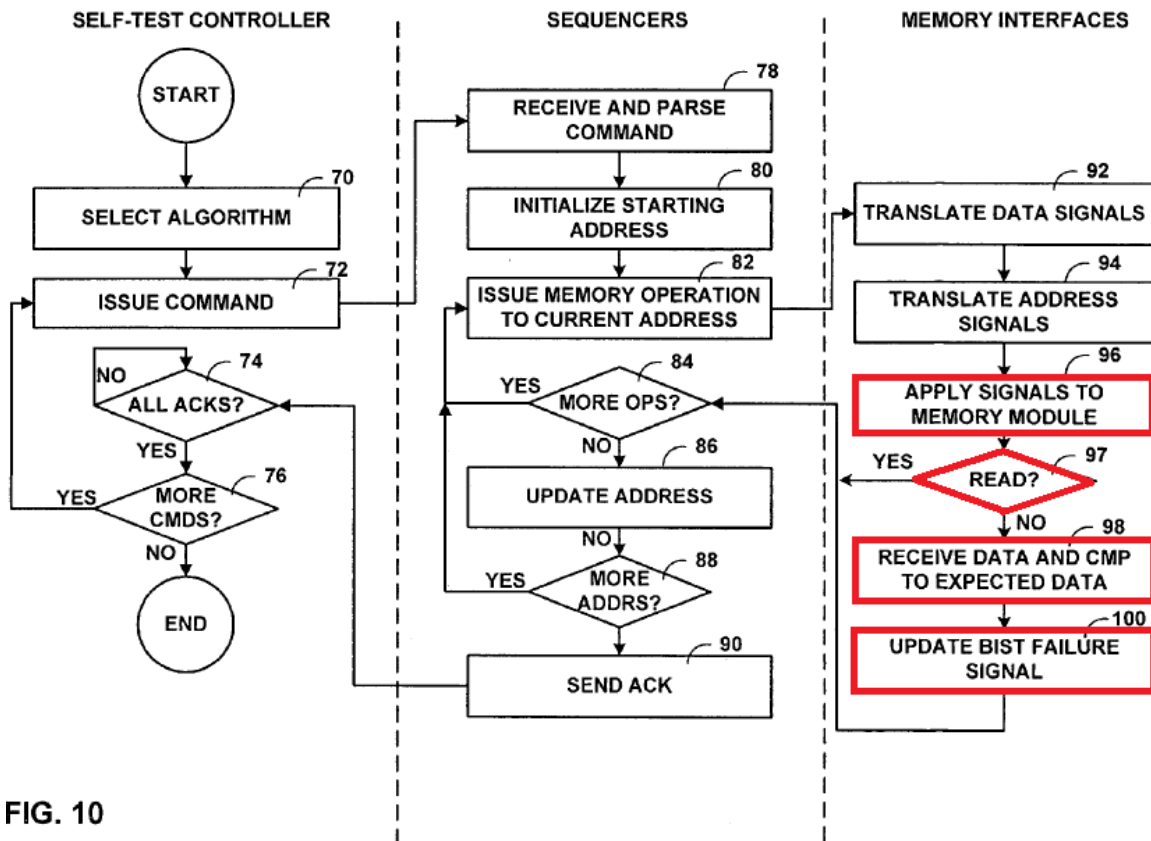 SELF-TEST CONTROLLER
START
70
SELECT ALGORITHM
72
ISSUE COMMAND
74
NO
ALL ACKS?
YES
76
YES
MORE
CMDS?
NO
END
SEQUENCERS
78
RECEIVE AND PARSE
COMMAND
80
INITIALIZE STARTING
ADDRESS
82
ISSUE MEMORY OPERATION
TO CURRENT ADDRESS
84
YES
MORE OPS?
NO
86
UPDATE ADDRESS
NO
88
YES
MORE
ADDRS?
90
SEND ACK
MEMORY INTERFACES
92
TRANSLATE DATA SIGNALS
94
TRANSLATE ADDRESS
SIGNALS
96
APPLY SIGNALS TO
MEMORY MODULE
97
YES
READ?
NO
98
RECEIVE DATA AND CMP
TO EXPECTED DATA
100
UPDATE BIST FAILURE
SIGNAL
FIG. 10